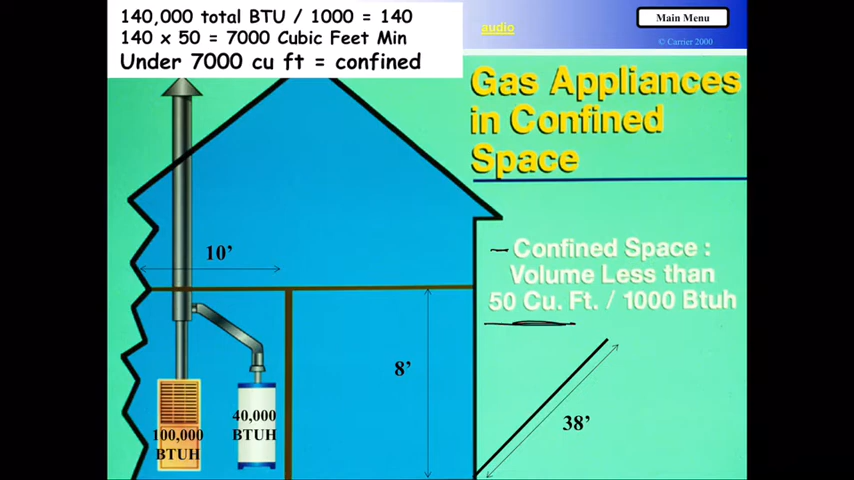 140,000 total BTU / 1000 = 140
140 x 50 = 7000 Cubic Feet Min
Under 7000 cu ft = confined
audio
Main Menu
© Carrier 2000
Gas Appliances
in Confined
Space
10’
Confined Space :
Volume Less than
50 Cu. Ft. / 1000 Btuh
8’
38’
100,000
BTUH
40,000
BTUH